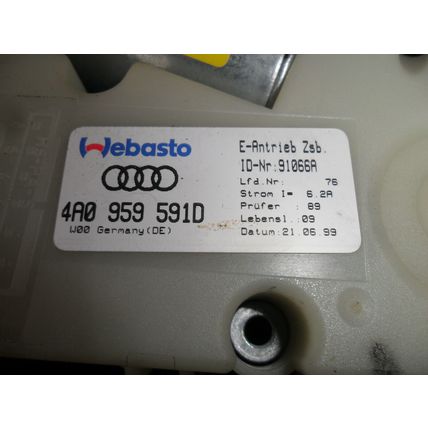 Webasto
4A0 959 591D
W00 Germany(DE)
E-Antrieb Zsb.
ID-Nr:91066A
Lfd.Nr: 76
Strom I= 6.2A
Prüfer : 89
Lebensl.:09
Datum:21.06.99